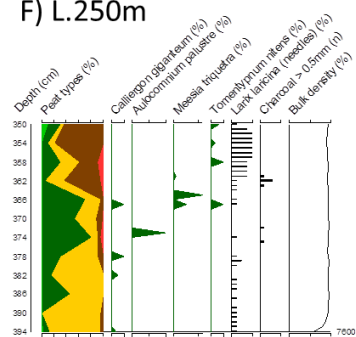 F) L.250m
Depth (cm)
Peat types (%)
Calliergon giganteum (%)
Aulocomnium palustre (%)
Meesia triquetra (%)
Tomentypnum nitens (%)
Larix laricina (needles) (%)
Charcoal > 0.5mm (n)
Bulk density (%)
350
354
358
362
366
370
374
378
382
386
390
394
7600